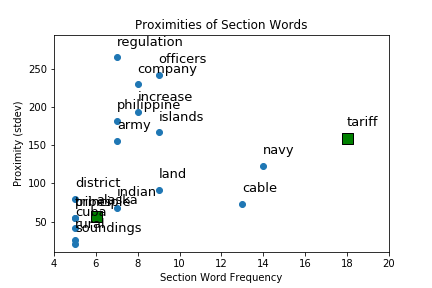 Proximities of Section Words
regulation
officers
company
increase
philippine
islands
army
tariff
navy
land
district
indian
cable
alaska
cuba
rural
soundings
250
200
150
100
50
Proximity (stdev)
4
6
8
10
12
14
16
18
20
Section Word Frequency